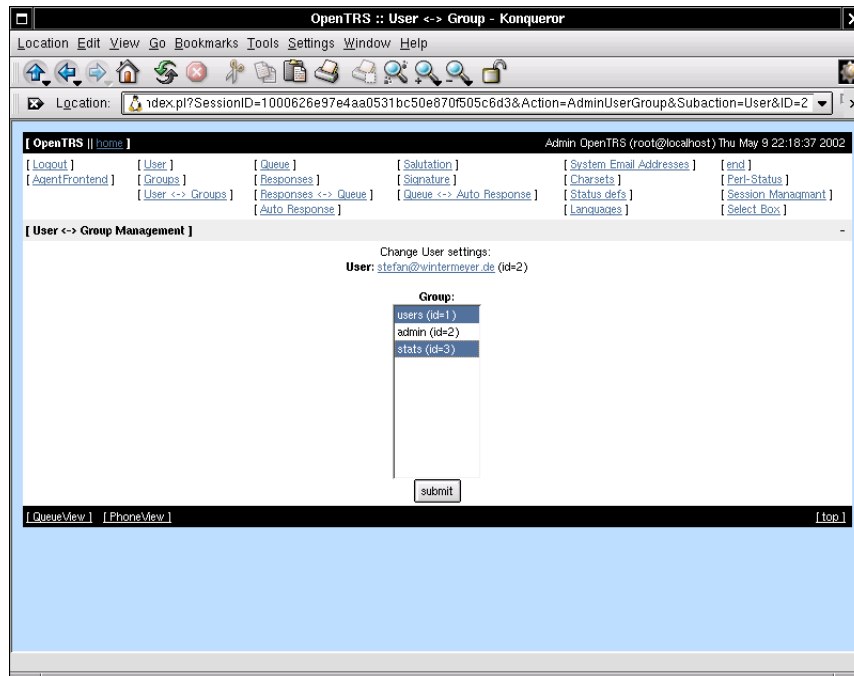 OpenTRS :: User <-> Group - Konqueror
Location Edit View Go Bookmarks Tools Settings Window Help
Location: ndex.pl?SessionID=1000626e97e4aa0531bc50e870f505c6d3&Action=AdminUserGroup&Subaction=User&ID=2
[ OpenTRS || home ] Admin OpenTRS (root@localhost) Thu May 9 22:18:37 2002
[ Logout ] [ User ] [ Queue ] [ Salutation ] [ System Email Addresses ] [ end ]
[ AgentFrontend ] [ Groups ] [ Responses ] [ Signature ] [ Charsets ] [ Perl-Status ]
[ User <-> Groups ] [ Responses <-> Queue ] [ Queue <-> Auto Response ] [ Status defs ] [ Session Managmant ]
[ Auto Response ] [ Languages ] [ Select Box ]
[ User <-> Group Management ] -
Change User settings:
User: stefan@wintermeyer.de (id=2)
Group:
users (id=1)
admin (id=2)
stats (id=3)
submit
[ QueueView ] [ PhoneView ] [ top ]